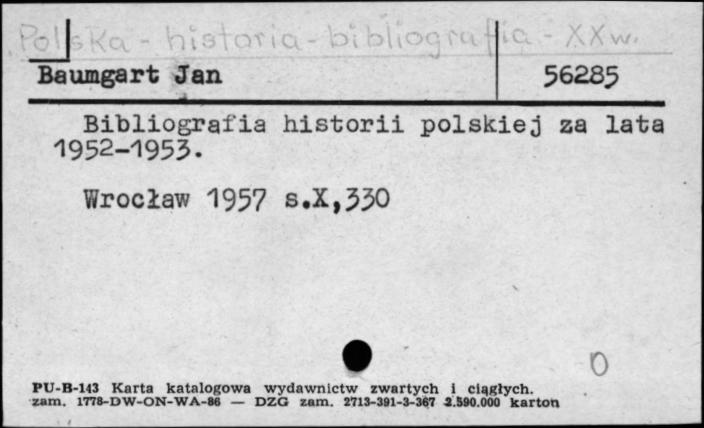 Polska - historia - bibliografia - XX w.
Baumgart Jan 56285
Bibliografia historii polskiej za lata
1952-1953.
Wrocław 1957 s.X,330
O
PU-B-143 Karta katalogowa wydawnictw zwartych i ciągłych.
zam. 1778-DW-ON-WA-86 — DZG zam. 2713-391-3-367 2.590.000 karton